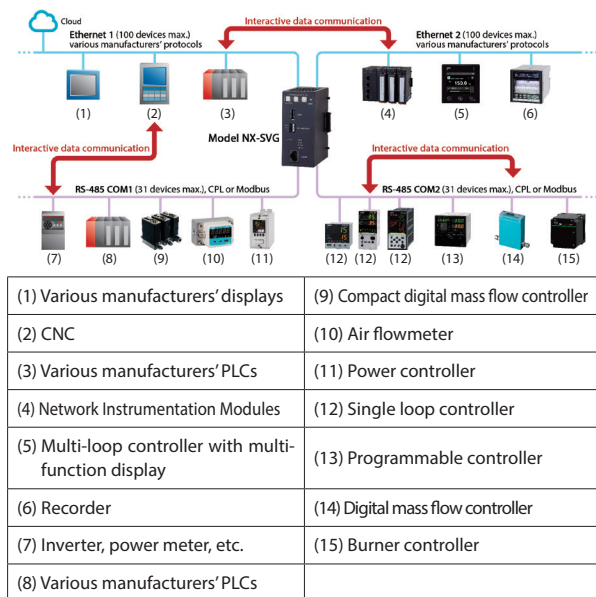 Cloud
Interactive data communication
Ethernet 1 (100 devices max.)
various manufacturers' protocols
Ethernet 2 (100 devices max.)
various manufacturers' protocols
(1)
(2)
(3)
Model NX-SVG
(4)
(5)
(6)
Interactive data communication
Interactive data communication
RS-485 COM1 (31 devices max.), CPL or Modbus
RS-485 COM2 (31 devices max.), CPL or Modbus
(7)
(8)
(9)
(10)
(11)
(12)
(12)
(12)
(13)
(14)
(15)
(1) Various manufacturers' displays
(9) Compact digital mass flow controller
(2) CNC
(10) Air flowmeter
(3) Various manufacturers' PLCs
(11) Power controller
(4) Network Instrumentation Modules
(12) Single loop controller
(5) Multi-loop controller with multi-
function display
(13) Programmable controller
(6) Recorder
(14) Digital mass flow controller
(7) Inverter, power meter, etc.
(15) Burner controller
(8) Various manufacturers' PLCs